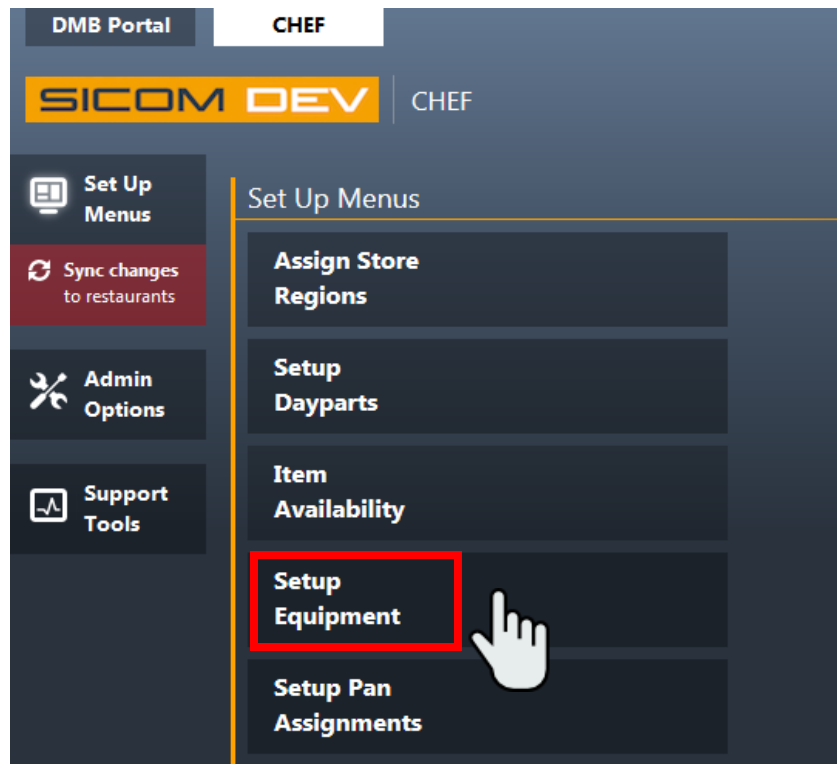 DMB Portal
CHEF
SICOM DEV
CHEF
Set Up
Menus
Sync changes
to restaurants
Admin
Options
Support
Tools
Set Up Menus
Assign Store
Regions
Setup
Dayparts
Item
Availability
Setup
Equipment
Setup Pan
Assignments